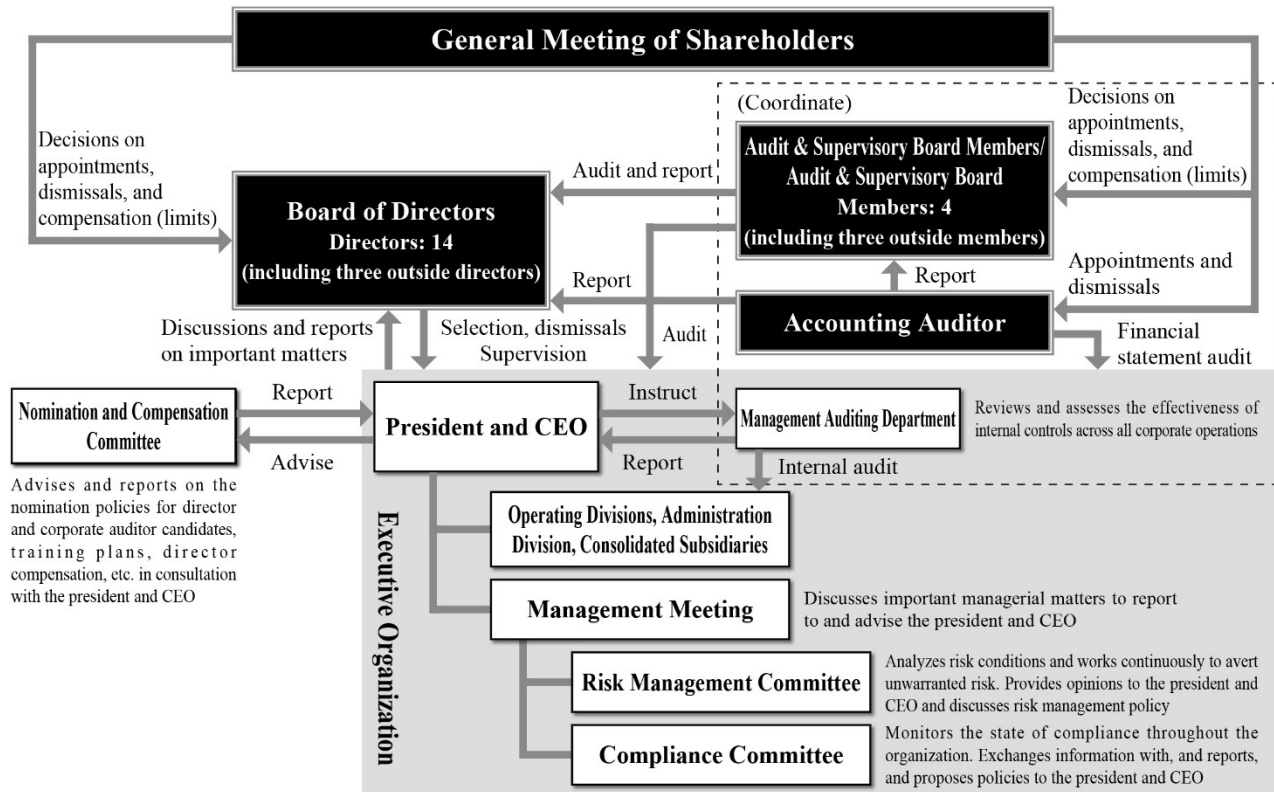 General Meeting of Shareholders
(Coordinate)
Decisions on
appointments,
dismissals, and
compensation (limits)
Audit and report
Audit & Supervisory Board Members/
Audit & Supervisory Board
Members: 4
(including three outside members)
Decisions on
appointments,
dismissals, and
compensation (limits)
Board of Directors
Directors: 14
(including three outside directors)
Report
Report
Appointments and
dismissals
Accounting Auditor
Discussions and reports
on important matters
Selection, dismissals
Supervision
Audit
Financial
statement audit
Nomination and Compensation
Committee
Report
Advise
President and CEO
Instruct
Report
Management Auditing Department
Reviews and assesses the effectiveness of
internal controls across all corporate operations
Internal audit
Advises and reports on the
nomination policies for director
and corporate auditor candidates,
training plans, director
compensation, etc. in consultation
with the president and CEO
Executive Organization
Operating Divisions, Administration
Division, Consolidated Subsidiaries
Management Meeting
Discusses important managerial matters to report
to and advise the president and CEO
Risk Management Committee
Analyzes risk conditions and works continuously to avert
unwarranted risk. Provides opinions to the president and
CEO and discusses risk management policy
Compliance Committee
Monitors the state of compliance throughout the
organization. Exchanges information with, and reports,
and proposes policies to the president and CEO